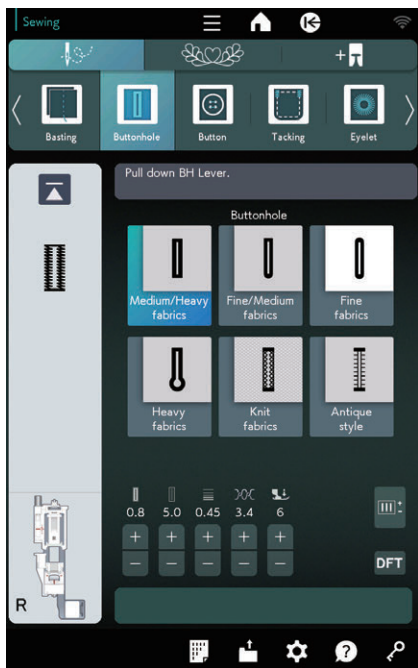 Sewing
Basting
Buttonhole
Button
Tacking
Eyelet
Pull down BH Lever.
Buttonhole
Medium/Heavy
fabrics
Fine/Medium
fabrics
Fine
fabrics
Heavy
fabrics
Knit
fabrics
Antique
style
0.8 5.0 0.45 3.4 6
+ + + + +
− − − − −
DFT
R